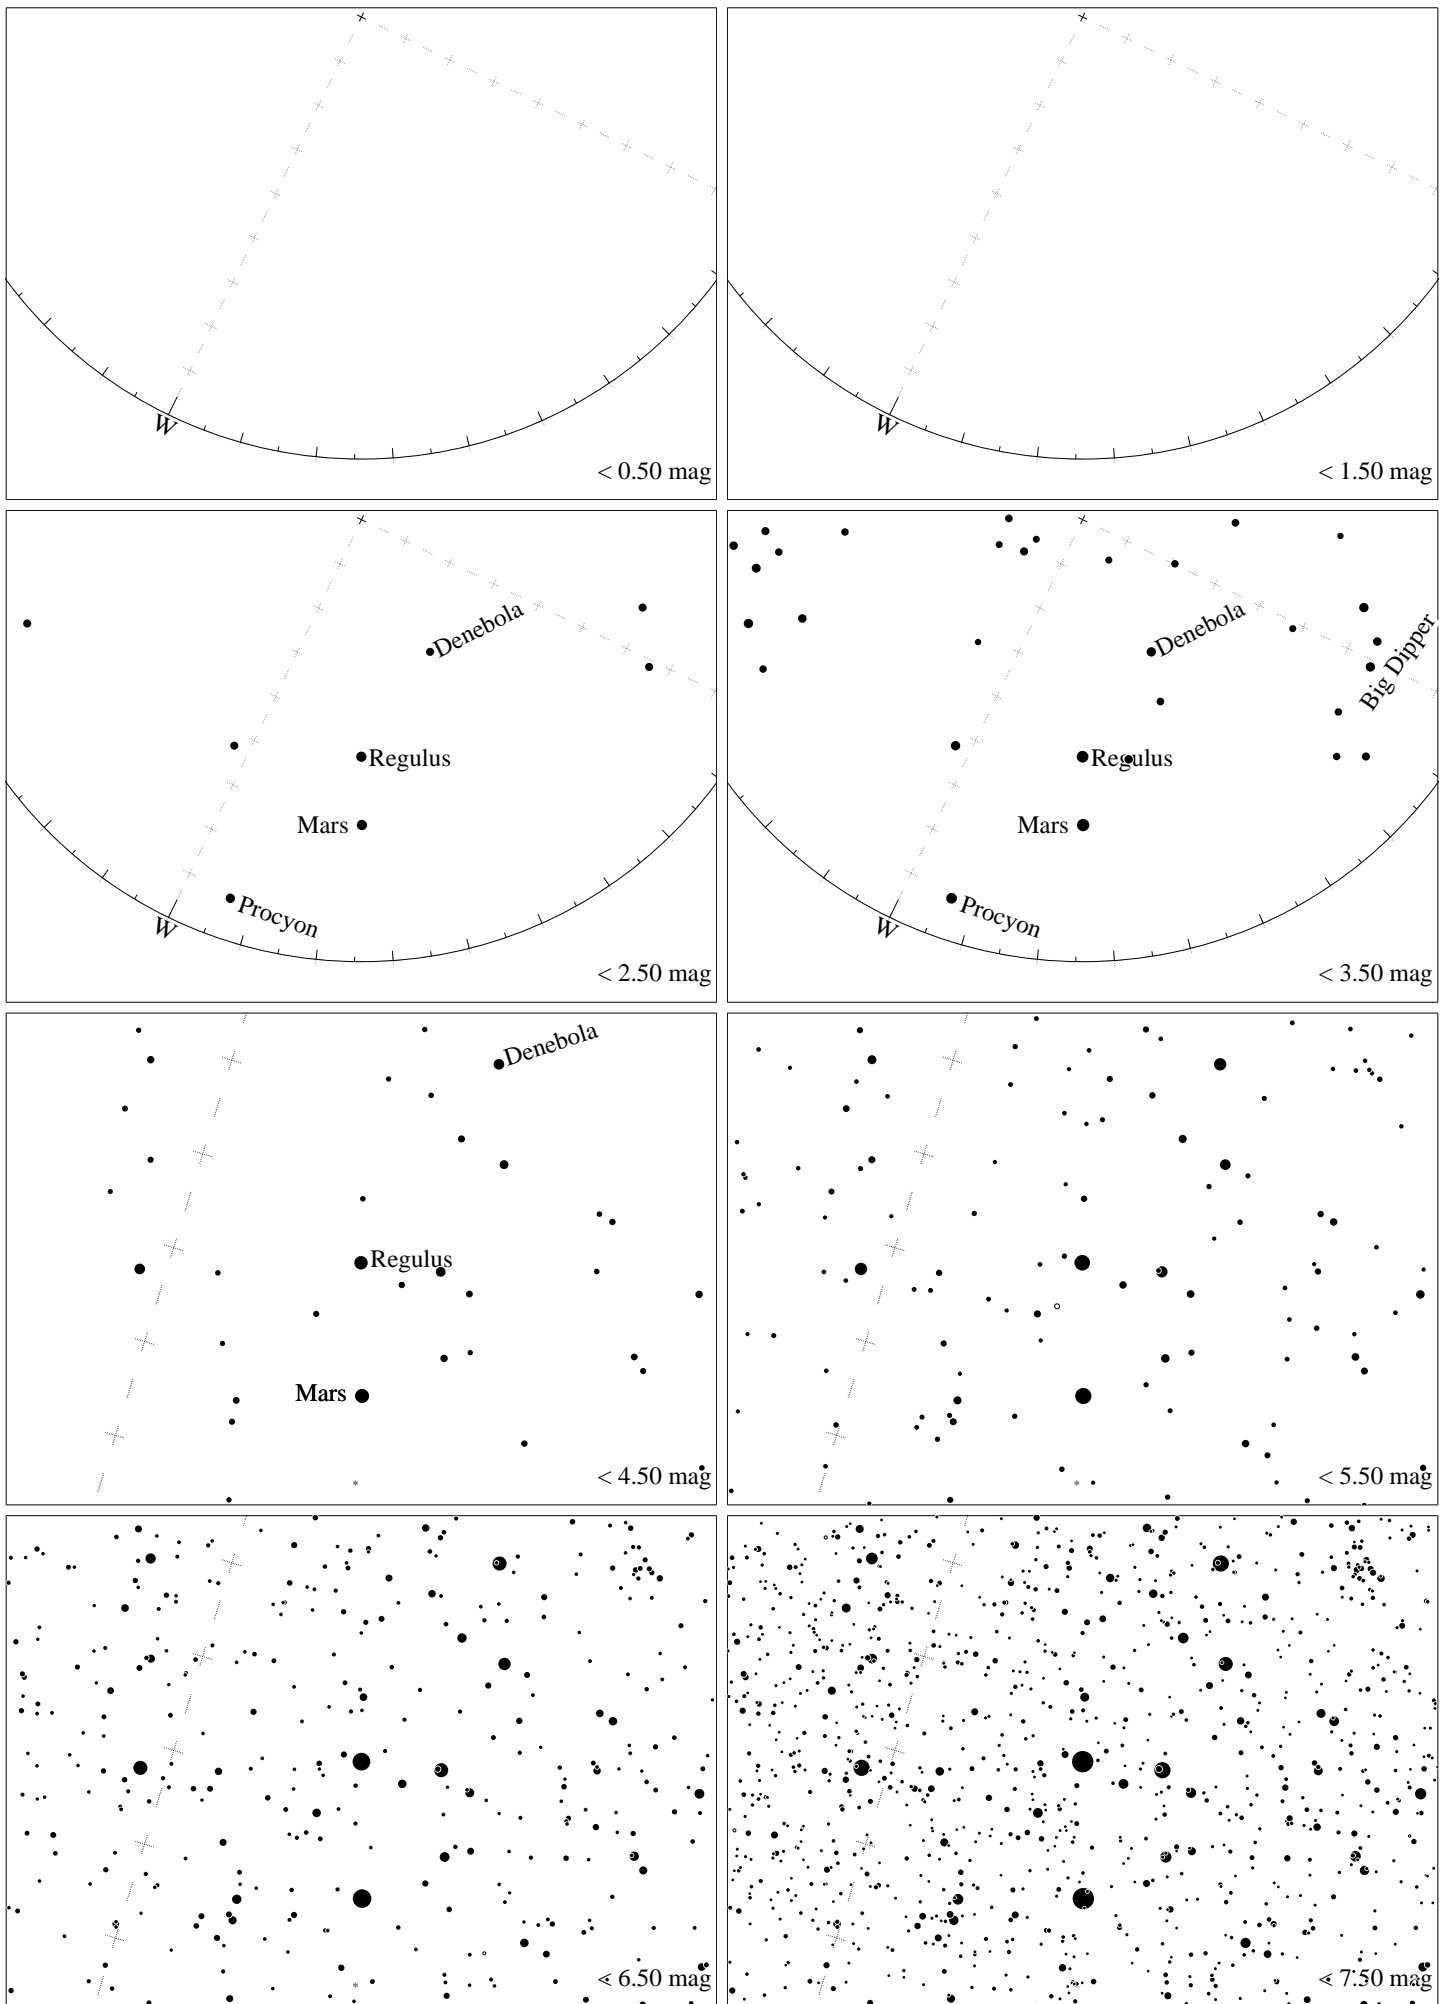 W
< 0.50 mag
W
< 1.50 mag
Denebola
Regulus
Mars
Procyon
W
< 2.50 mag
Denebola
Big Dipper
Regulus
Mars
Procyon
W
< 3.50 mag
Denebola
Regulus
Mars
< 4.50 mag
< 5.50 mag
< 6.50 mag
< 7.50 mag